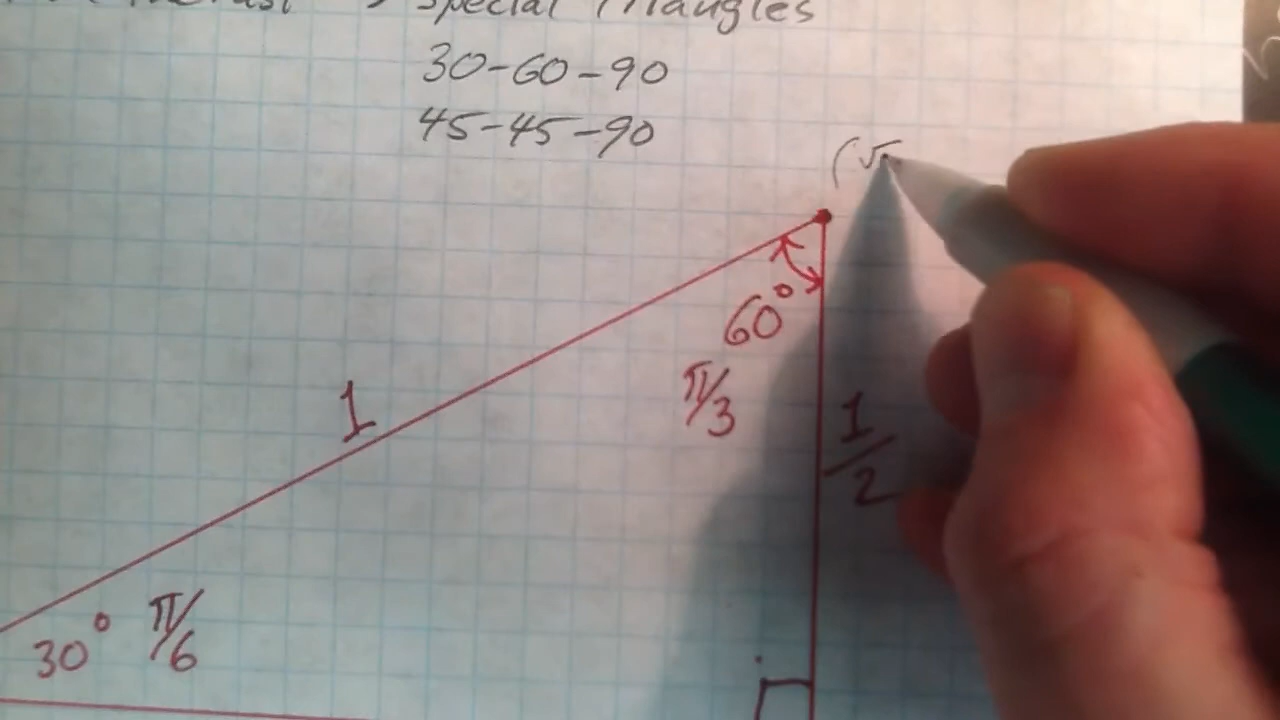 Special Triangles
30-60-90
45-45-90
(√
60°
π/3
1
1/2
30° π/6